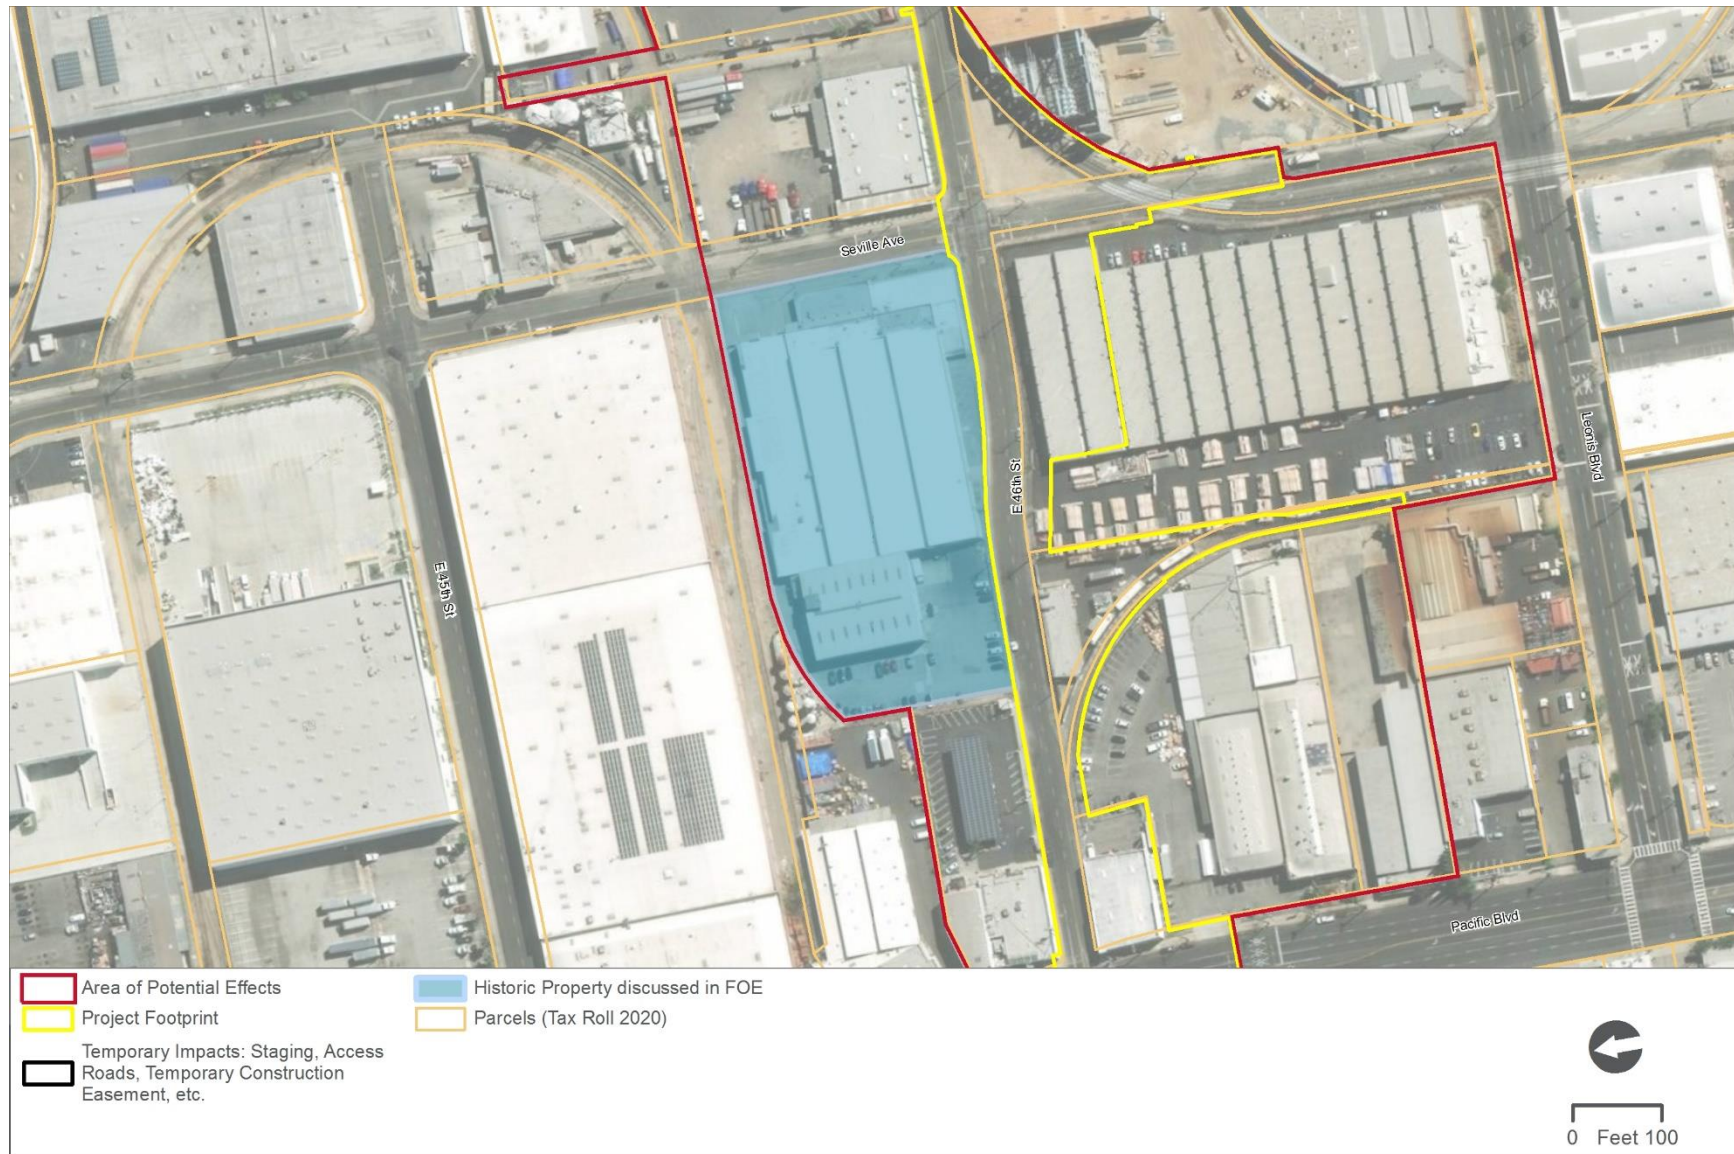 Seville Ave
E 45th St
E 46th St
Leonis Blvd
Pacific Blvd
Area of Potential Effects
Project Footprint
Temporary Impacts: Staging, Access
Roads, Temporary Construction
Easement, etc.
Historic Property discussed in FOE
Parcels (Tax Roll 2020)
0 Feet 100